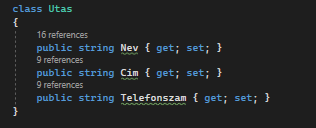 class Utas
{
16 references
public string Nev { get; set; }
9 references
public string Cim { get; set; }
9 references
public string Telefonszam { get; set; }
}